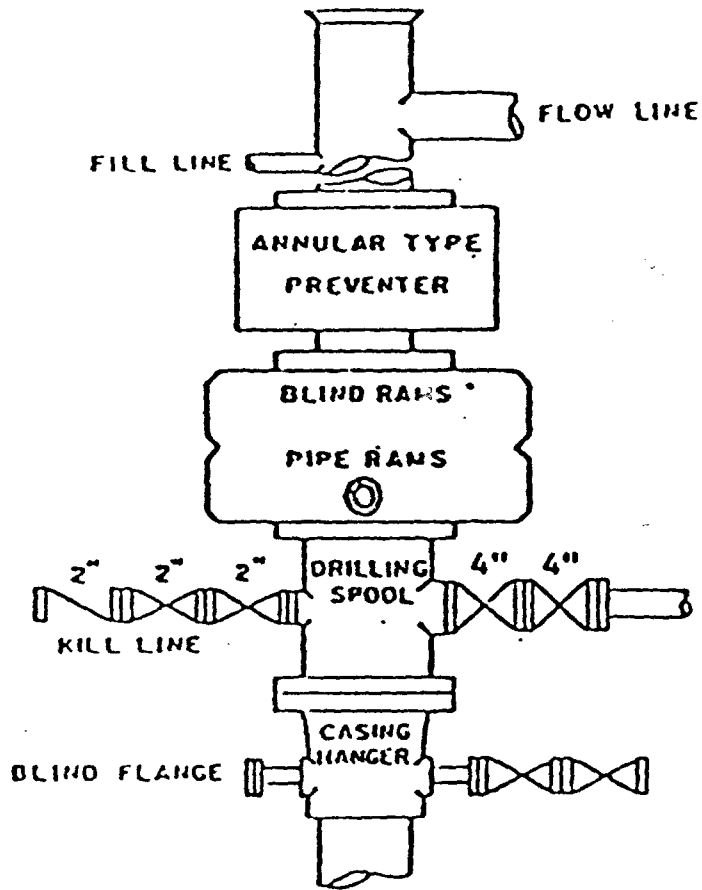 FLOW LINE
FILL LINE
ANNULAR TYPE
PREVENTER
BLIND RAMS
PIPE RAMS
2" 2" 2"
DRILLING
SPOOL
4" 4"
KILL LINE
CASING
HANGER
BLIND FLANGE